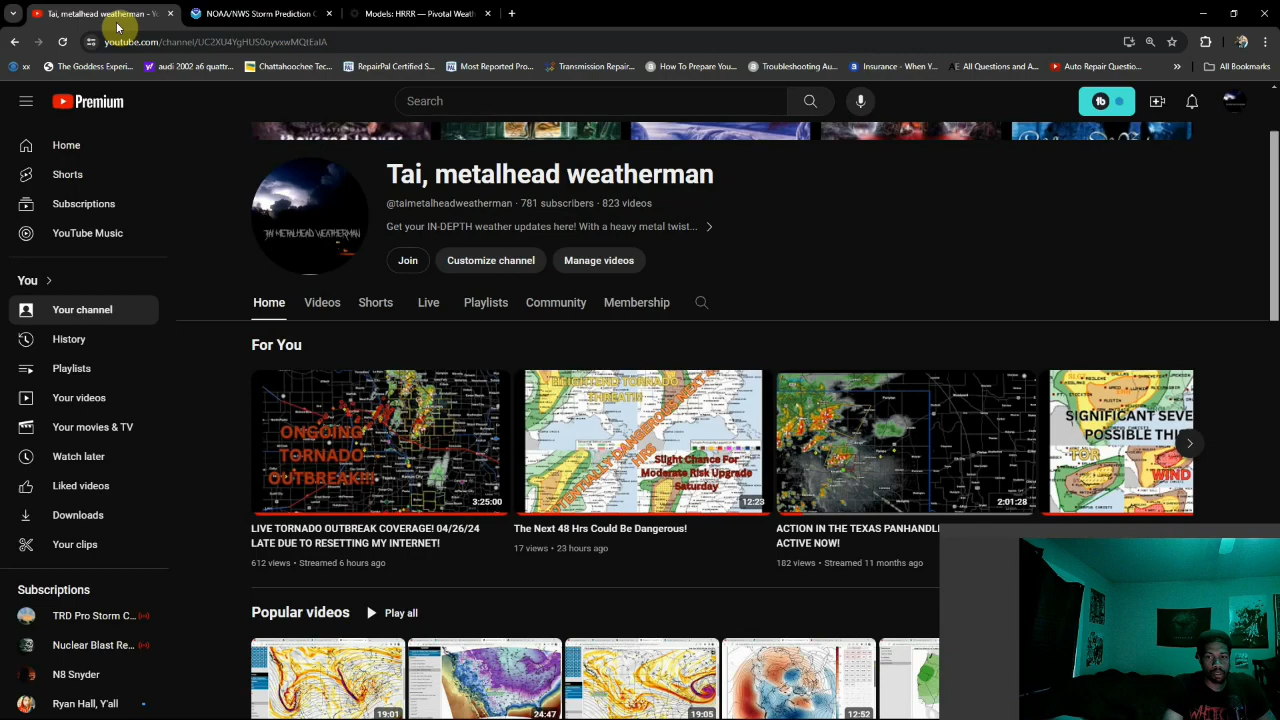 Tai, metalhead weatherman - Yo
NOAA/NWS Storm Prediction C
Models: HRRR — Pivotal Weath
youtube.com/channel/UC2XU4YgHUS0oyvxwMQtEaIA
xx
The Goddess Experi...
audi 2002 a6 quattr...
Chattahoochee Tec...
RepairPal Certified S...
Most Reported Pro...
Transmission Repair...
How To Prepare You...
Troubleshooting Au...
Insurance - When Y...
All Questions and A...
Auto Repair Questio...
All Bookmarks
Premium
Search
Home
Shorts
Subscriptions
YouTube Music
You
Your channel
History
Playlists
Your videos
Your movies & TV
Watch later
Liked videos
Downloads
Your clips
Subscriptions
TRD Pro Storm C...
Nuclear Blast Re...
N8 Snyder
Ryan Hall, Y'all
Tai, metalhead weatherman
@taimetalheadweatherman · 781 subscribers · 823 videos
Get your IN-DEPTH weather updates here! With a heavy metal twist...
TAI METALHEAD WEATHERMAN
Join
Customize channel
Manage videos
Home
Videos
Shorts
Live
Playlists
Community
Membership
For You
ONGOING
TORNADO
OUTBREAK!!!
3:25:00
LIVE TORNADO OUTBREAK COVERAGE! 04/26/24
LATE DUE TO RESETTING MY INTERNET!
612 views • Streamed 6 hours ago
THREAT!!!
Slight Chance For
Moderate Risk Upgrade
Saturday
12:23
The Next 48 Hrs Could Be Dangerous!
17 views • 23 hours ago
2:01:28
ACTION IN THE TEXAS PANHANDL
ACTIVE NOW!
182 views • Streamed 11 months ago
SIGNIFICANT SEVE
POSSIBLE THI
TOR
WIND
Popular videos
Play all
19:01
24:47
19:05
12:52